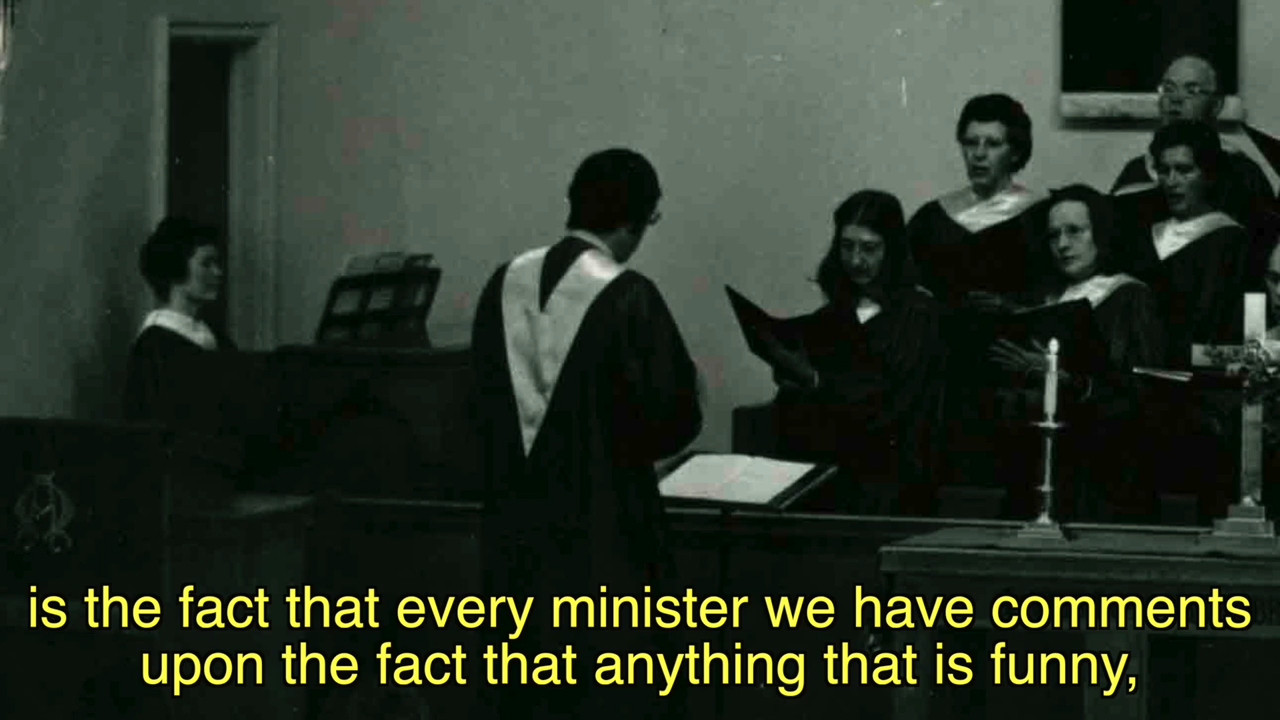 is the fact that every minister we have comments
upon the fact that anything that is funny,